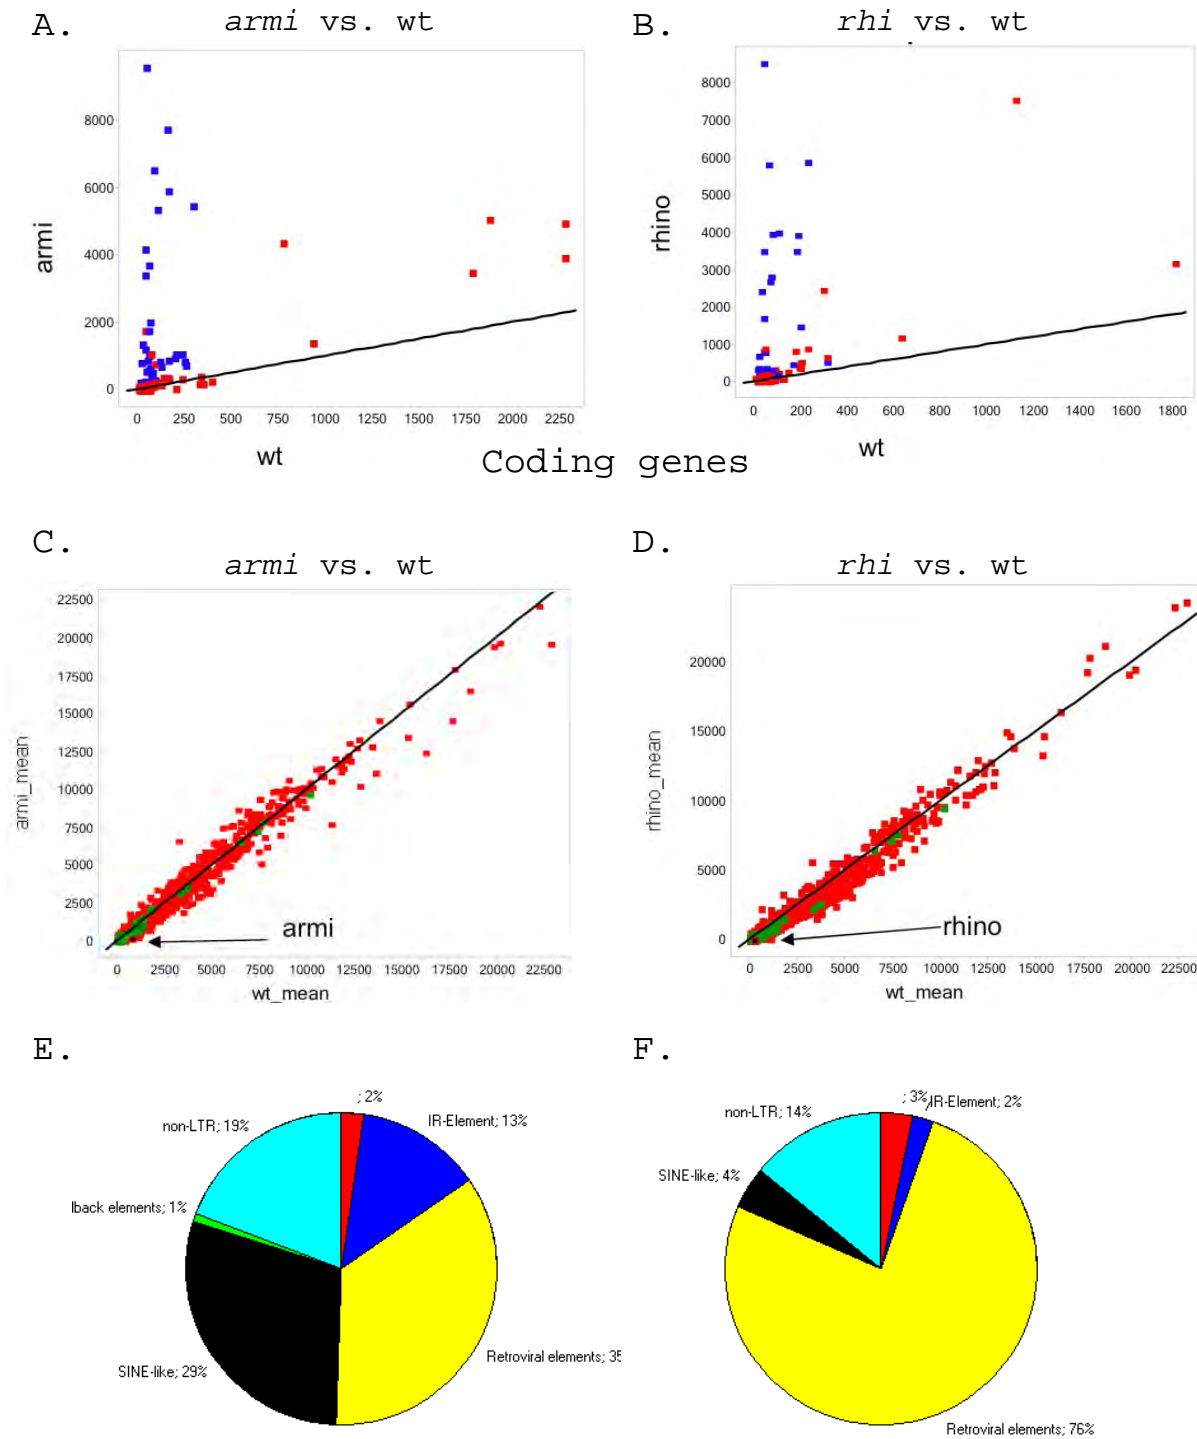 A.
armi vs. wt
armi
8000
6000
4000
2000
0
0 250 500 750 1000 1250 1500 1750 2000 2250
wt
B.
rhi vs. wt
rhino
8000
7000
6000
5000
4000
3000
2000
1000
0
0 200 400 600 800 1000 1200 1400 1600 1800
wt
Coding genes
C.
armi vs. wt
armi_mean
22500
20000
17500
15000
12500
10000
7500
5000
2500
0
armi
0 2500 5000 7500 10000 12500 15000 17500 20000 22500
wt_mean
D.
rhi vs. wt
rhino_mean
20000
15000
10000
5000
0
rhino
0 2500 5000 7500 10000 12500 15000 17500 20000 22500
wt_mean
E.
; 2%
IR-Element; 13%
non-LTR; 19%
lback elements; 1%
SINE-like; 29%
Retroviral elements; 35
F.
; 3%
IR-Element; 2%
non-LTR; 14%
SINE-like; 4%
Retroviral elements; 76%